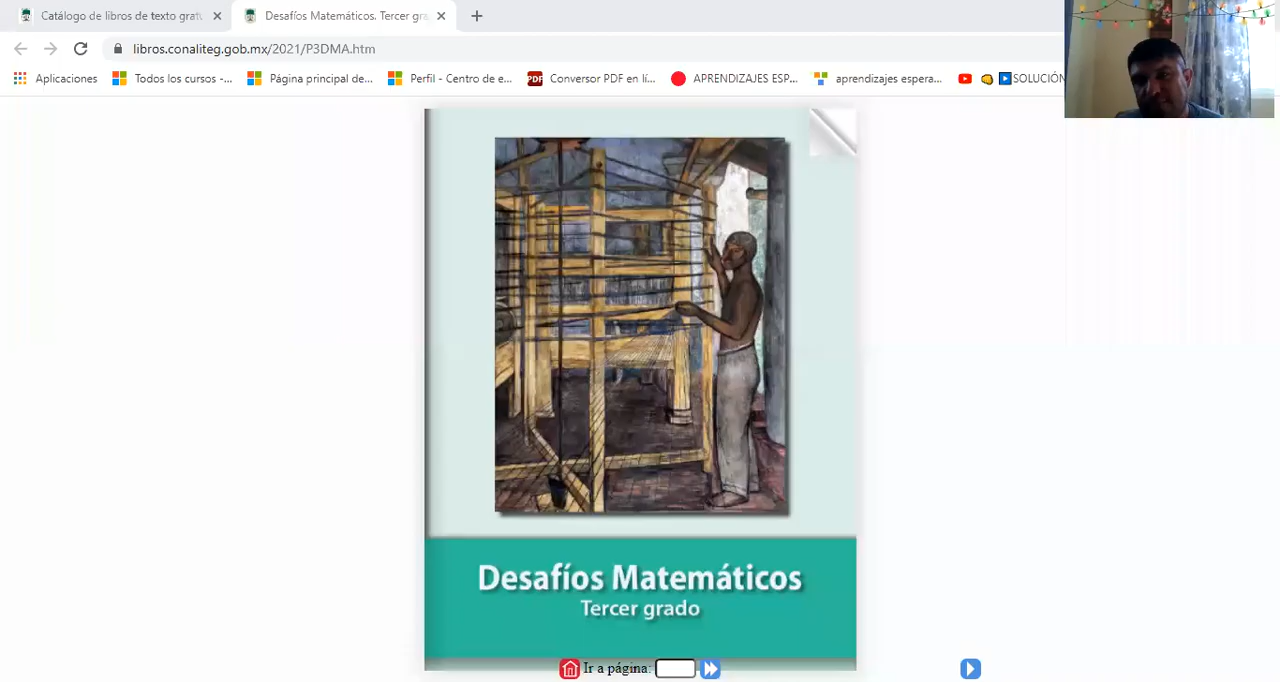 Catálogo de libros de texto gratu
Desafíos Matemáticos. Tercer gra
libros.conaliteg.gob.mx/2021/P3DMA.htm
Aplicaciones
Todos los cursos -...
Página principal de...
Perfil - Centro de e...
PDF
Conversor PDF en lí...
APRENDIZAJES ESP...
aprendizajes espera...
SOLUCIÓN
Desafíos Matemáticos
Tercer grado
Ir a página: